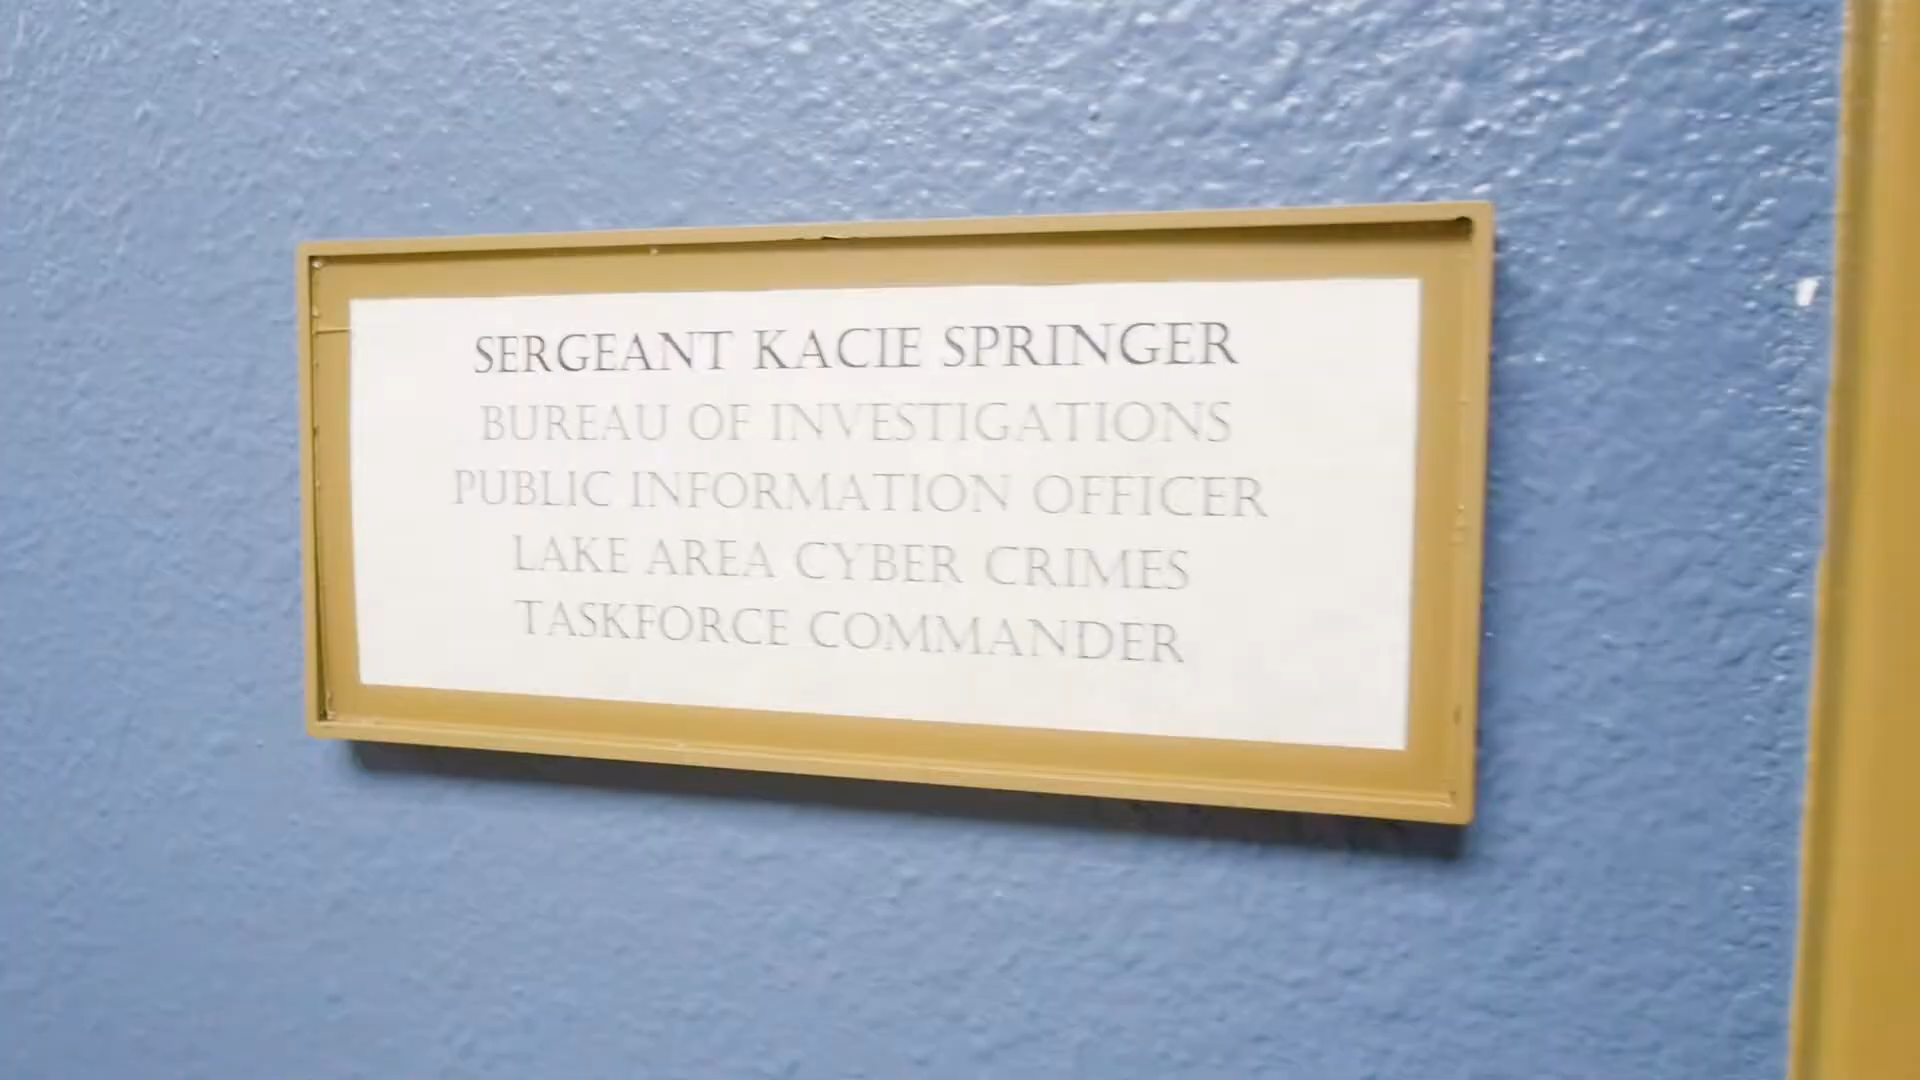 SERGEANT KACIE SPRINGER
BUREAU OF INVESTIGATIONS
PUBLIC INFORMATION OFFICER
LAKE AREA CYBER CRIMES
TASKFORCE COMMANDER